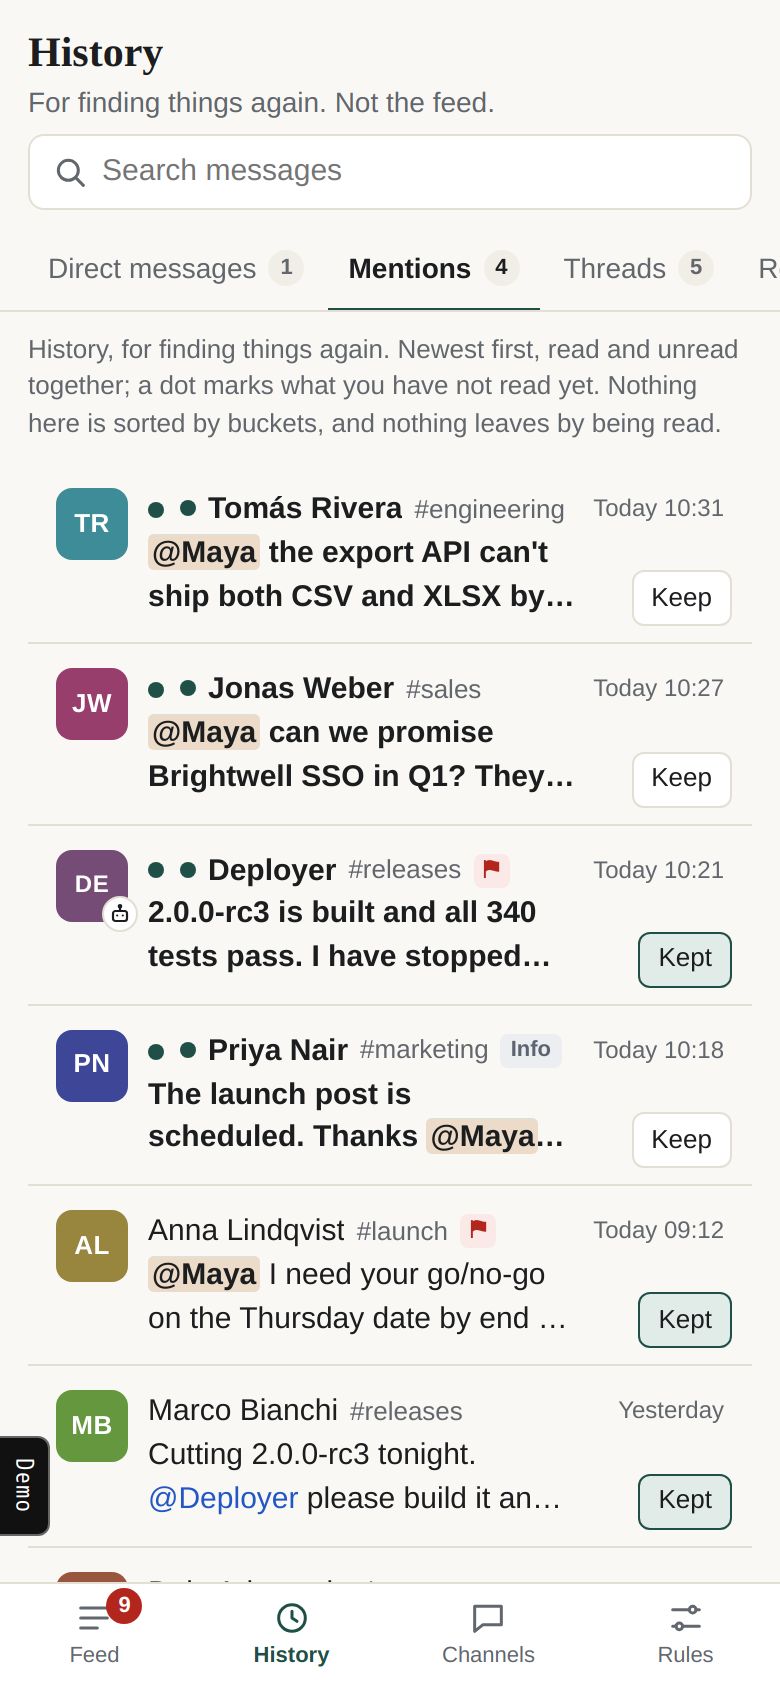 History
For finding things again. Not the feed.
Search messages
Direct messages 1 Mentions 4 Threads 5
History, for finding things again. Newest first, read and unread
together; a dot marks what you have not read yet. Nothing
here is sorted by buckets, and nothing leaves by being read.
TR Tomás Rivera #engineering Today 10:31
@Maya the export API can't
ship both CSV and XLSX by…
Keep
JW Jonas Weber #sales Today 10:27
@Maya can we promise
Brightwell SSO in Q1? They…
Keep
DE Deployer #releases Today 10:21
2.0.0-rc3 is built and all 340
tests pass. I have stopped…
Kept
PN Priya Nair #marketing Info Today 10:18
The launch post is
scheduled. Thanks @Maya…
Keep
AL Anna Lindqvist #launch Today 09:12
@Maya I need your go/no-go
on the Thursday date by end …
Kept
MB Marco Bianchi #releases Yesterday
Cutting 2.0.0-rc3 tonight.
@Deployer please build it an…
Kept
Demo
9
Feed History Channels Rules